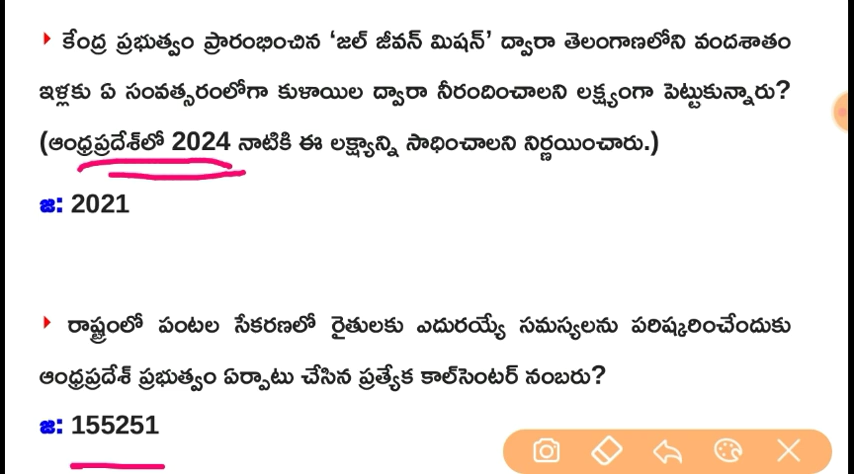 కేంద్ర ప్రభుత్వం ప్రారంభించిన ‘జల్ జీవన్ మిషన్’ ద్వారా తెలంగాణలోని వందశాతం
ఇళ్లకు ఏ సంవత్సరంలోగా కుళాయిల ద్వారా నీరందించాలని లక్ష్యంగా పెట్టుకున్నారు?
(ఆంధ్రప్రదేశ్‌లో 2024 నాటికి ఈ లక్ష్యాన్ని సాధించాలని నిర్ణయించారు.)
జ: 2021
రాష్ట్రంలో పంటల సేకరణలో రైతులకు ఎదురయ్యే సమస్యలను పరిష్కరించేందుకు
ఆంధ్రప్రదేశ్ ప్రభుత్వం ఏర్పాటు చేసిన ప్రత్యేక కాల్‌సెంటర్ నంబరు?
జ: 155251